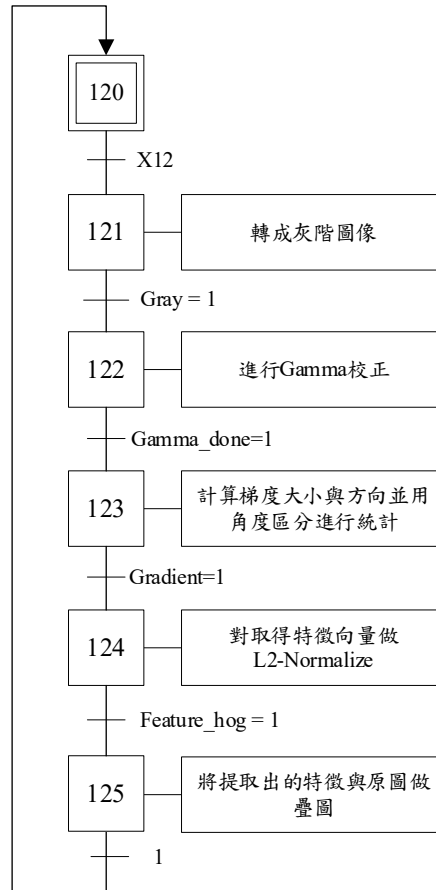 120
X12
121
轉成灰階圖像
Gray = 1
122
進行Gamma校正
Gamma_done=1
123
計算梯度大小與方向並用
角度區分進行統計
Gradient=1
124
對取得特徵向量做
L2-Normalize
Feature_hog = 1
125
將提取出的特徵與原圖做
疊圖
1